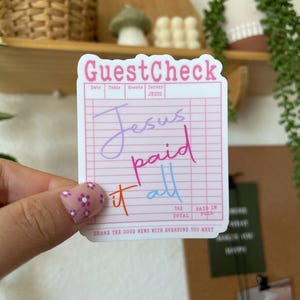 GuestCheck
Date Table Guests Server
JESUS
Jesus
paid
it all
TAX
TOTAL
PAID IN
FULL
SHARE THE GOOD NEWS WITH EVERYONE YOU MEET